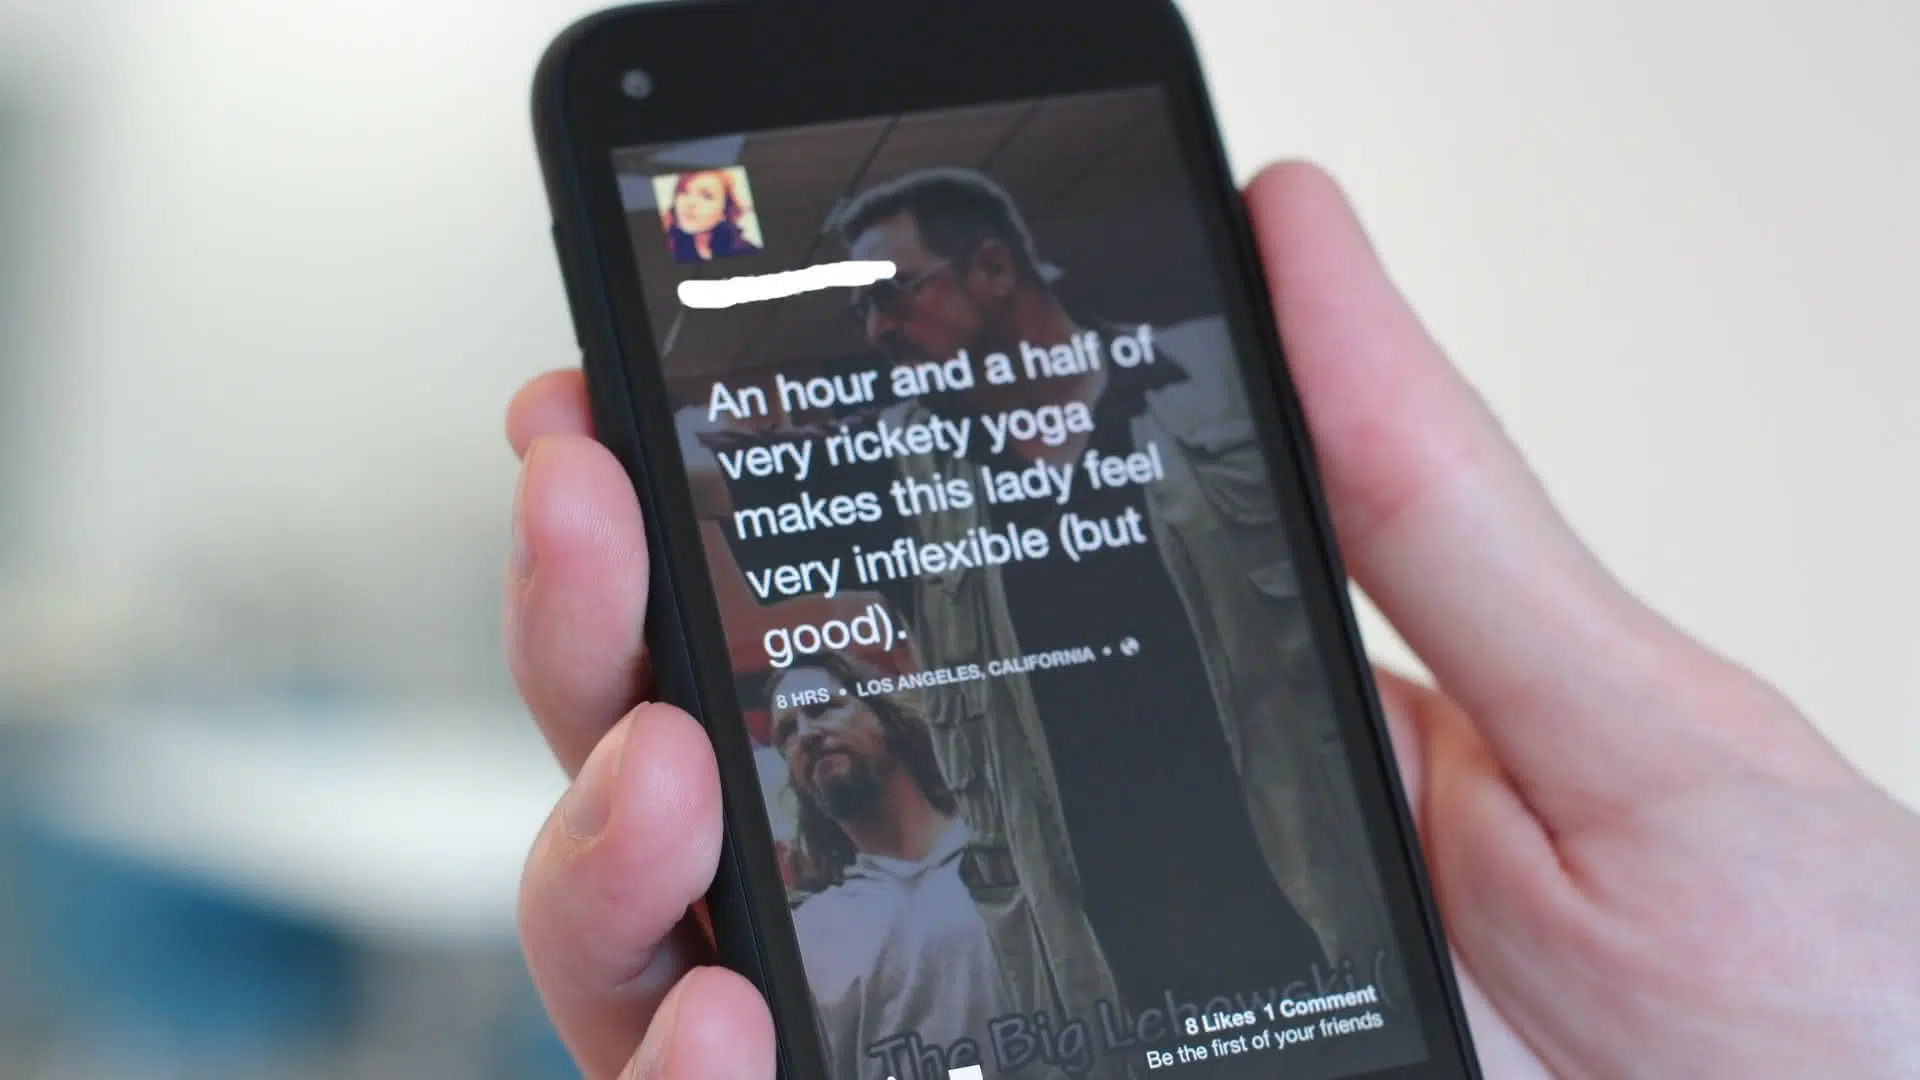 An hour and a half of
very rickety yoga
makes this lady feel
very inflexible (but
good).
8 HRS • LOS ANGELES, CALIFORNIA •
The Big Lebowski (
8 Likes 1 Comment
Be the first of your friends